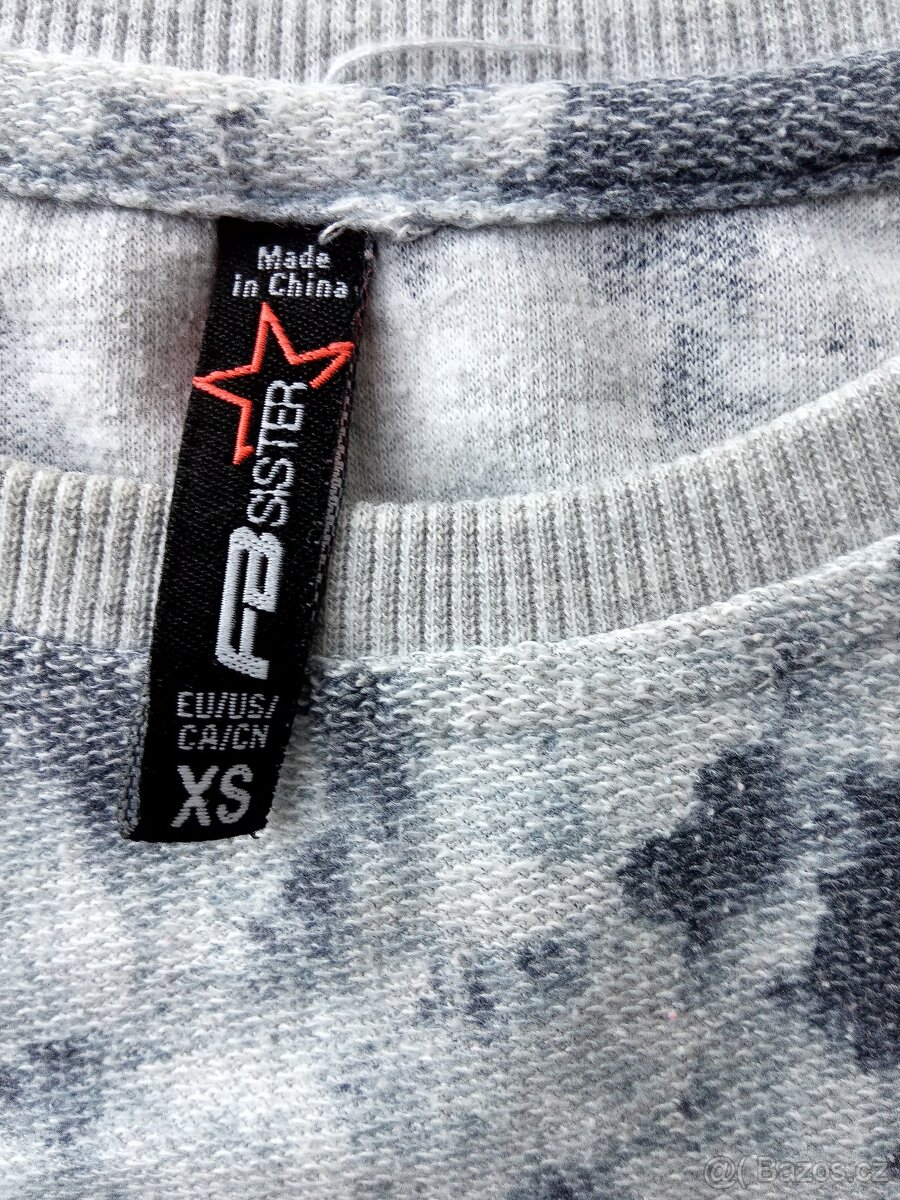 Made
in China
FB SISTER
EU/US/
CA/CN
XS
@( Bazos.cz